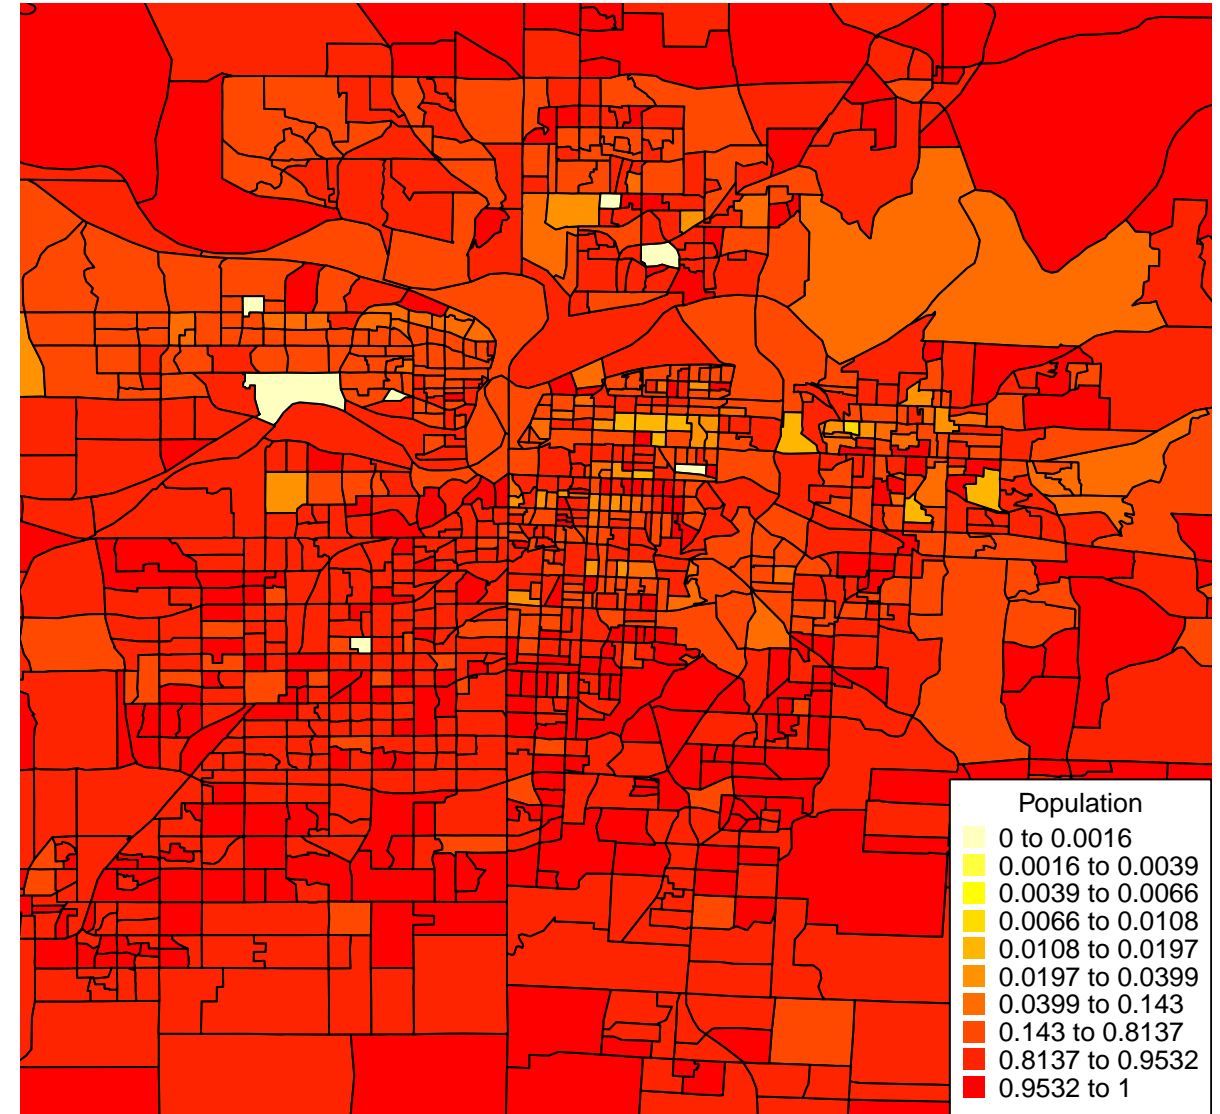 Population
0 to 0.0016
0.0016 to 0.0039
0.0039 to 0.0066
0.0066 to 0.0108
0.0108 to 0.0197
0.0197 to 0.0399
0.0399 to 0.143
0.143 to 0.8137
0.8137 to 0.9532
0.9532 to 1